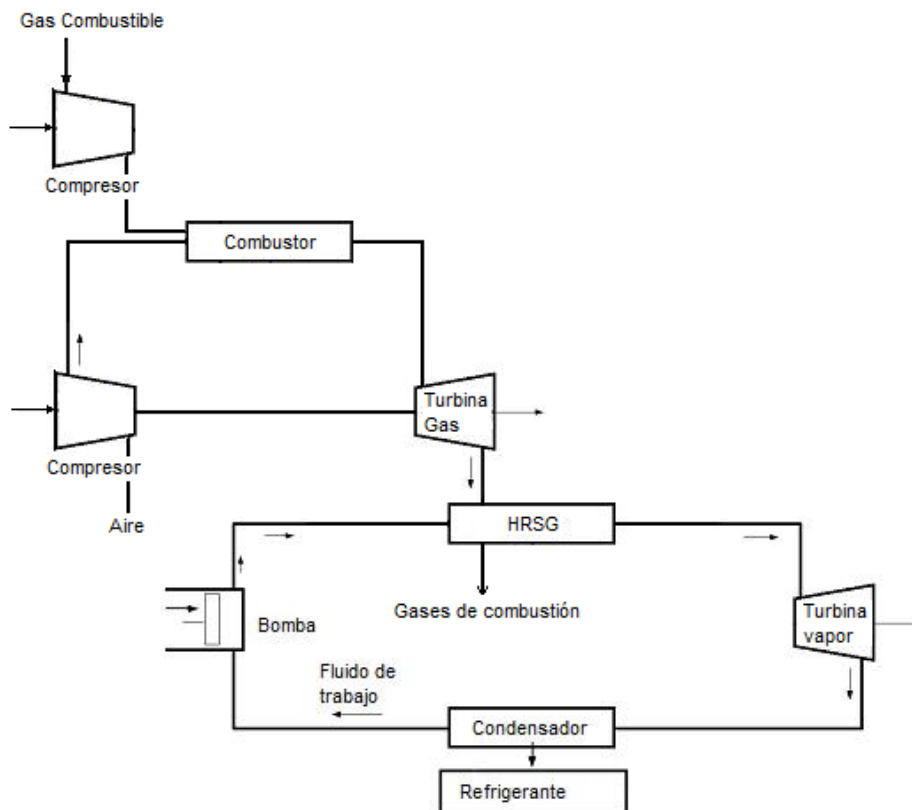 Gas Combustible
Compresor
Combustor
Turbina
Gas
Compresor
Aire
HRSG
Gases de combustión
Bomba
Turbina
vapor
Fluido de
trabajo
Condensador
Refrigerante